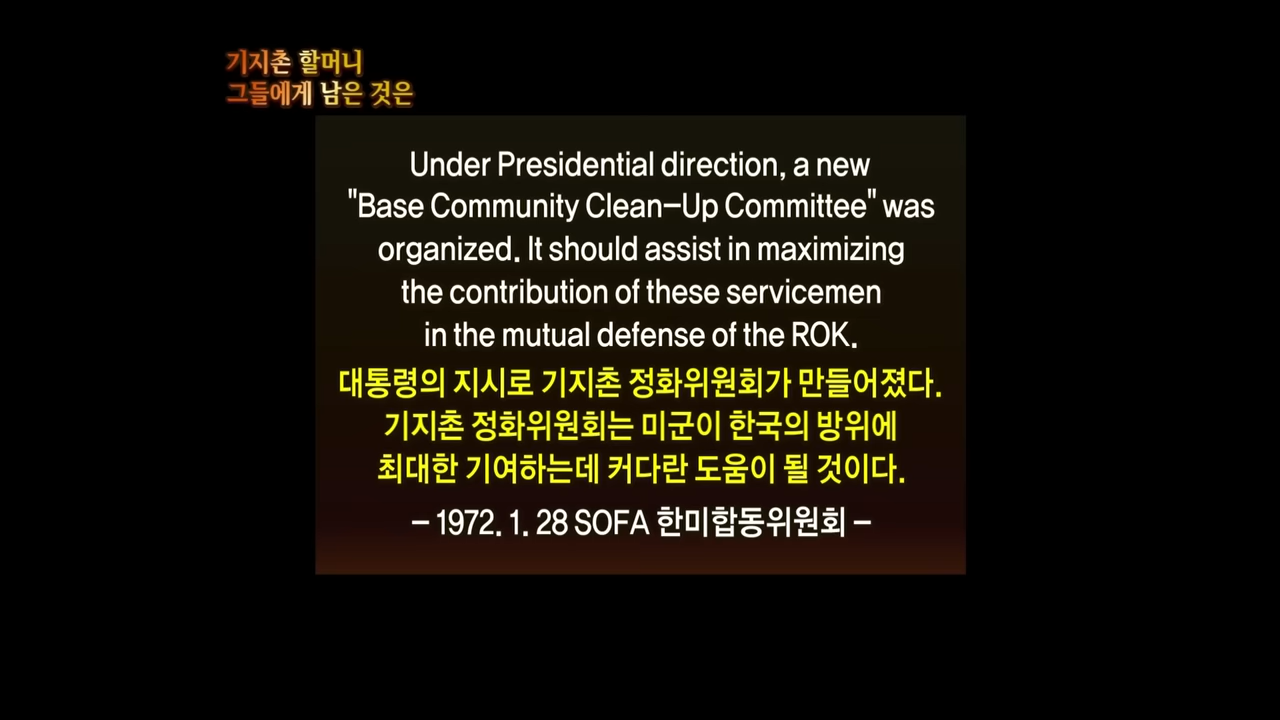 기지촌 할머니
그들에게 남은 것은
Under Presidential direction, a new
"Base Community Clean-Up Committee" was
organized. It should assist in maximizing
the contribution of these servicemen
in the mutual defense of the ROK.
대통령의 지시로 기지촌 정화위원회가 만들어졌다.
기지촌 정화위원회는 미군이 한국의 방위에
최대한 기여하는데 커다란 도움이 될 것이다.
- 1972. 1. 28 SOFA 한미합동위원회 -